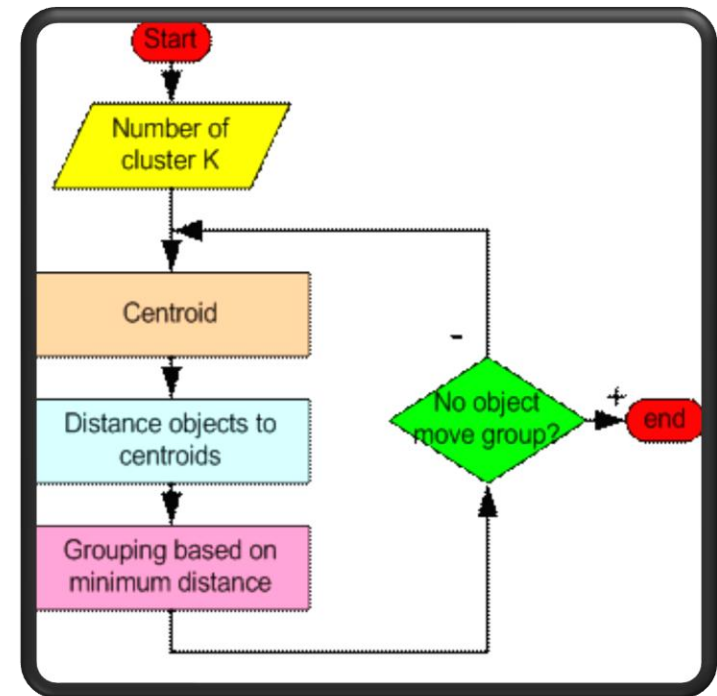 Start
Number of
cluster K
Centroid
Distance objects to
centroids
Grouping based on
minimum distance
-
No object
move group?
+
end